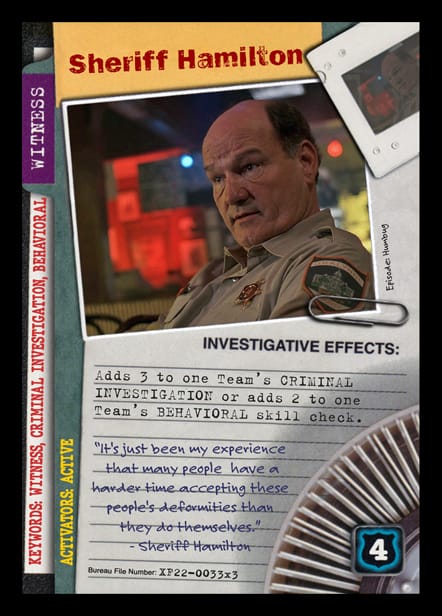 Sheriff Hamilton
WITNESS
KEYWORDS: WITNESS, CRIMINAL INVESTIGATION, BEHAVIORAL
ACTIVATORS: ACTIVE
Episode: Humbug
INVESTIGATIVE EFFECTS:
Adds 3 to one Team's CRIMINAL
INVESTIGATION or adds 2 to one
Team's BEHAVIORAL skill check.
"It's just been my experience
that many people have a
harder time accepting these
people's deformities than
they do themselves."
- Sheriff Hamilton
Bureau File Number: XF22-0033x3
4